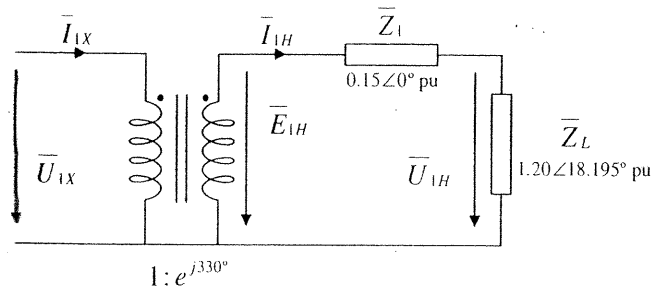 I̅₁X I̅₁H Z̅₁
0.15∠0° pu
U̅₁X E̅₁H U̅₁H Z̅L
1.20∠18.195° pu
1 : e^{j330°}